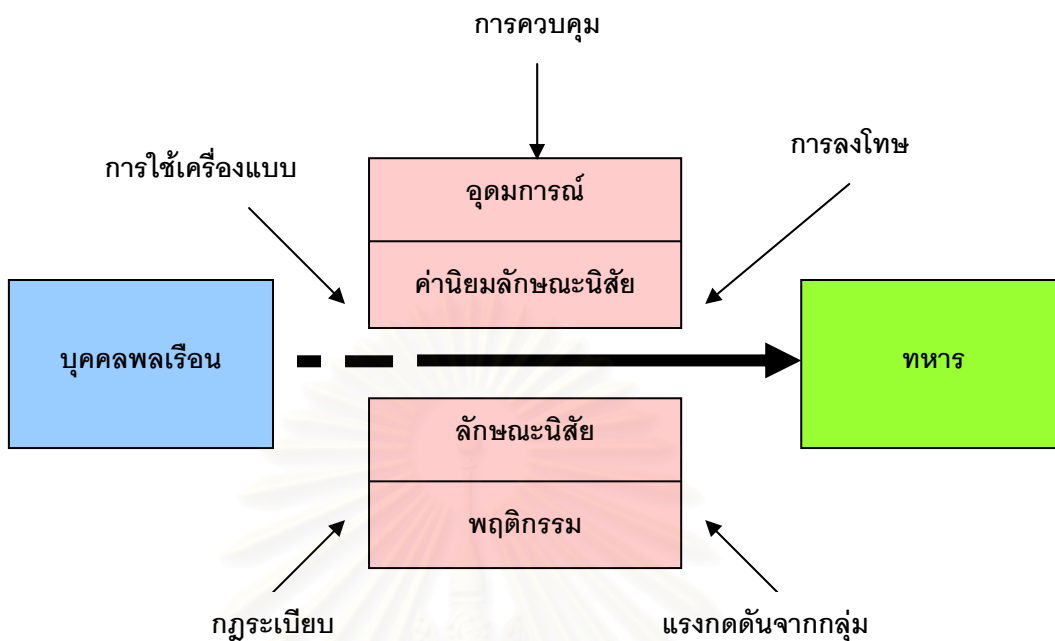 การควบคุม
การลงโทษ
การใช้เครื่องแบบ
อุดมการณ์
ค่านิยมลักษณะนิสัย
บุคคลพลเรือน
ทหาร
ลักษณะนิสัย
พฤติกรรม
กฎระเบียบ
แรงกดดันจากกลุ่ม